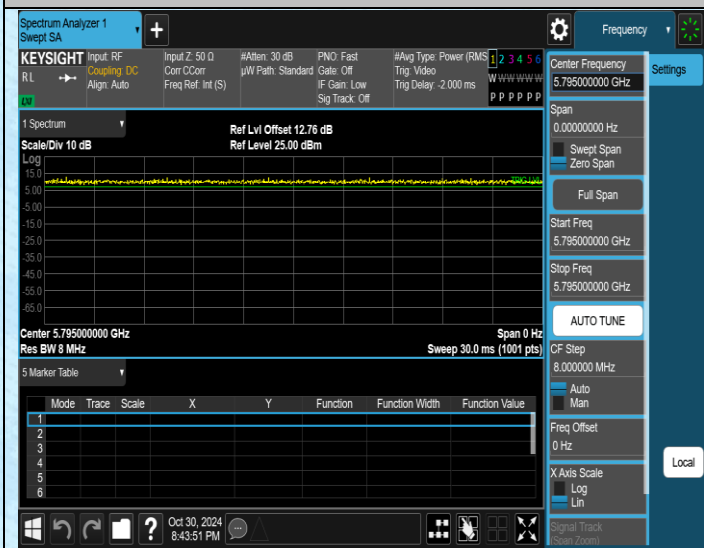 Spectrum Analyzer 1
Swept SA
Frequency
KEYSIGHT
RL
LXI
Input: RF
Coupling: DC
Align: Auto
Input Z: 50 Ω
Corr CCorr
Freq Ref: Int (S)
#Atten: 30 dB
µW Path: Standard
PNO: Fast
Gate: Off
IF Gain: Low
Sig Track: Off
#Avg Type: Power (RMS
Trig: Video
Trig Delay: -2.000 ms
1 2 3 4 5 6
W W W W W W
P P P P P P
1 Spectrum
Scale/Div 10 dB
Ref Lvl Offset 12.76 dB
Ref Level 25.00 dBm
Log
15.0
5.00
-5.00
-15.0
-25.0
-35.0
-45.0
-55.0
-65.0
TRIG LVL
Center 5.795000000 GHz
Span 0 Hz
Res BW 8 MHz
Sweep 30.0 ms (1001 pts)
5 Marker Table
Mode Trace Scale X Y Function Function Width Function Value
1
2
3
4
5
6
Oct 30, 2024
8:43:51 PM
Center Frequency
5.795000000 GHz
Span
0.00000000 Hz
Swept Span
Zero Span
Full Span
Start Freq
5.795000000 GHz
Stop Freq
5.795000000 GHz
AUTO TUNE
CF Step
8.000000 MHz
Auto
Man
Freq Offset
0 Hz
X Axis Scale
Log
Lin
Signal Track
(Span Zoom)
Settings
Local